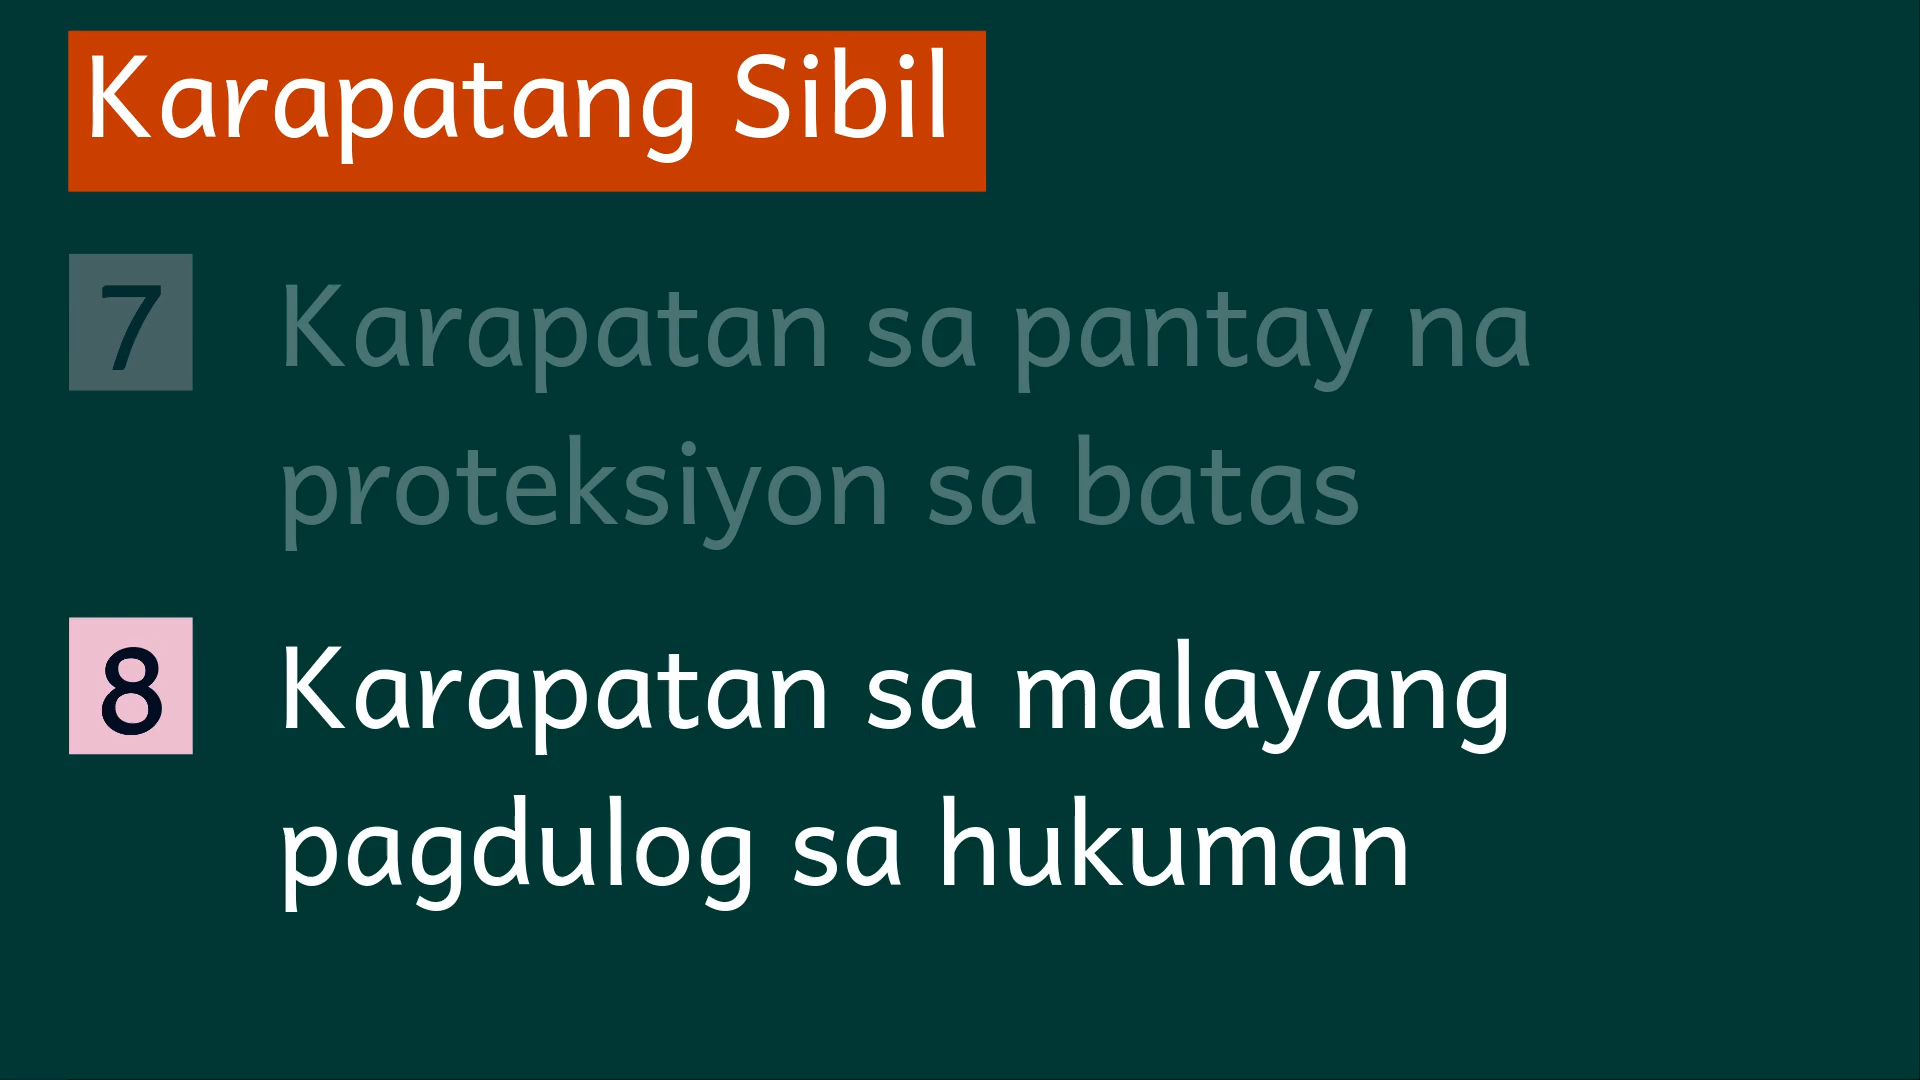 Karapatang Sibil
7 Karapatan sa pantay na
proteksiyon sa batas
8 Karapatan sa malayang
pagdulog sa hukuman